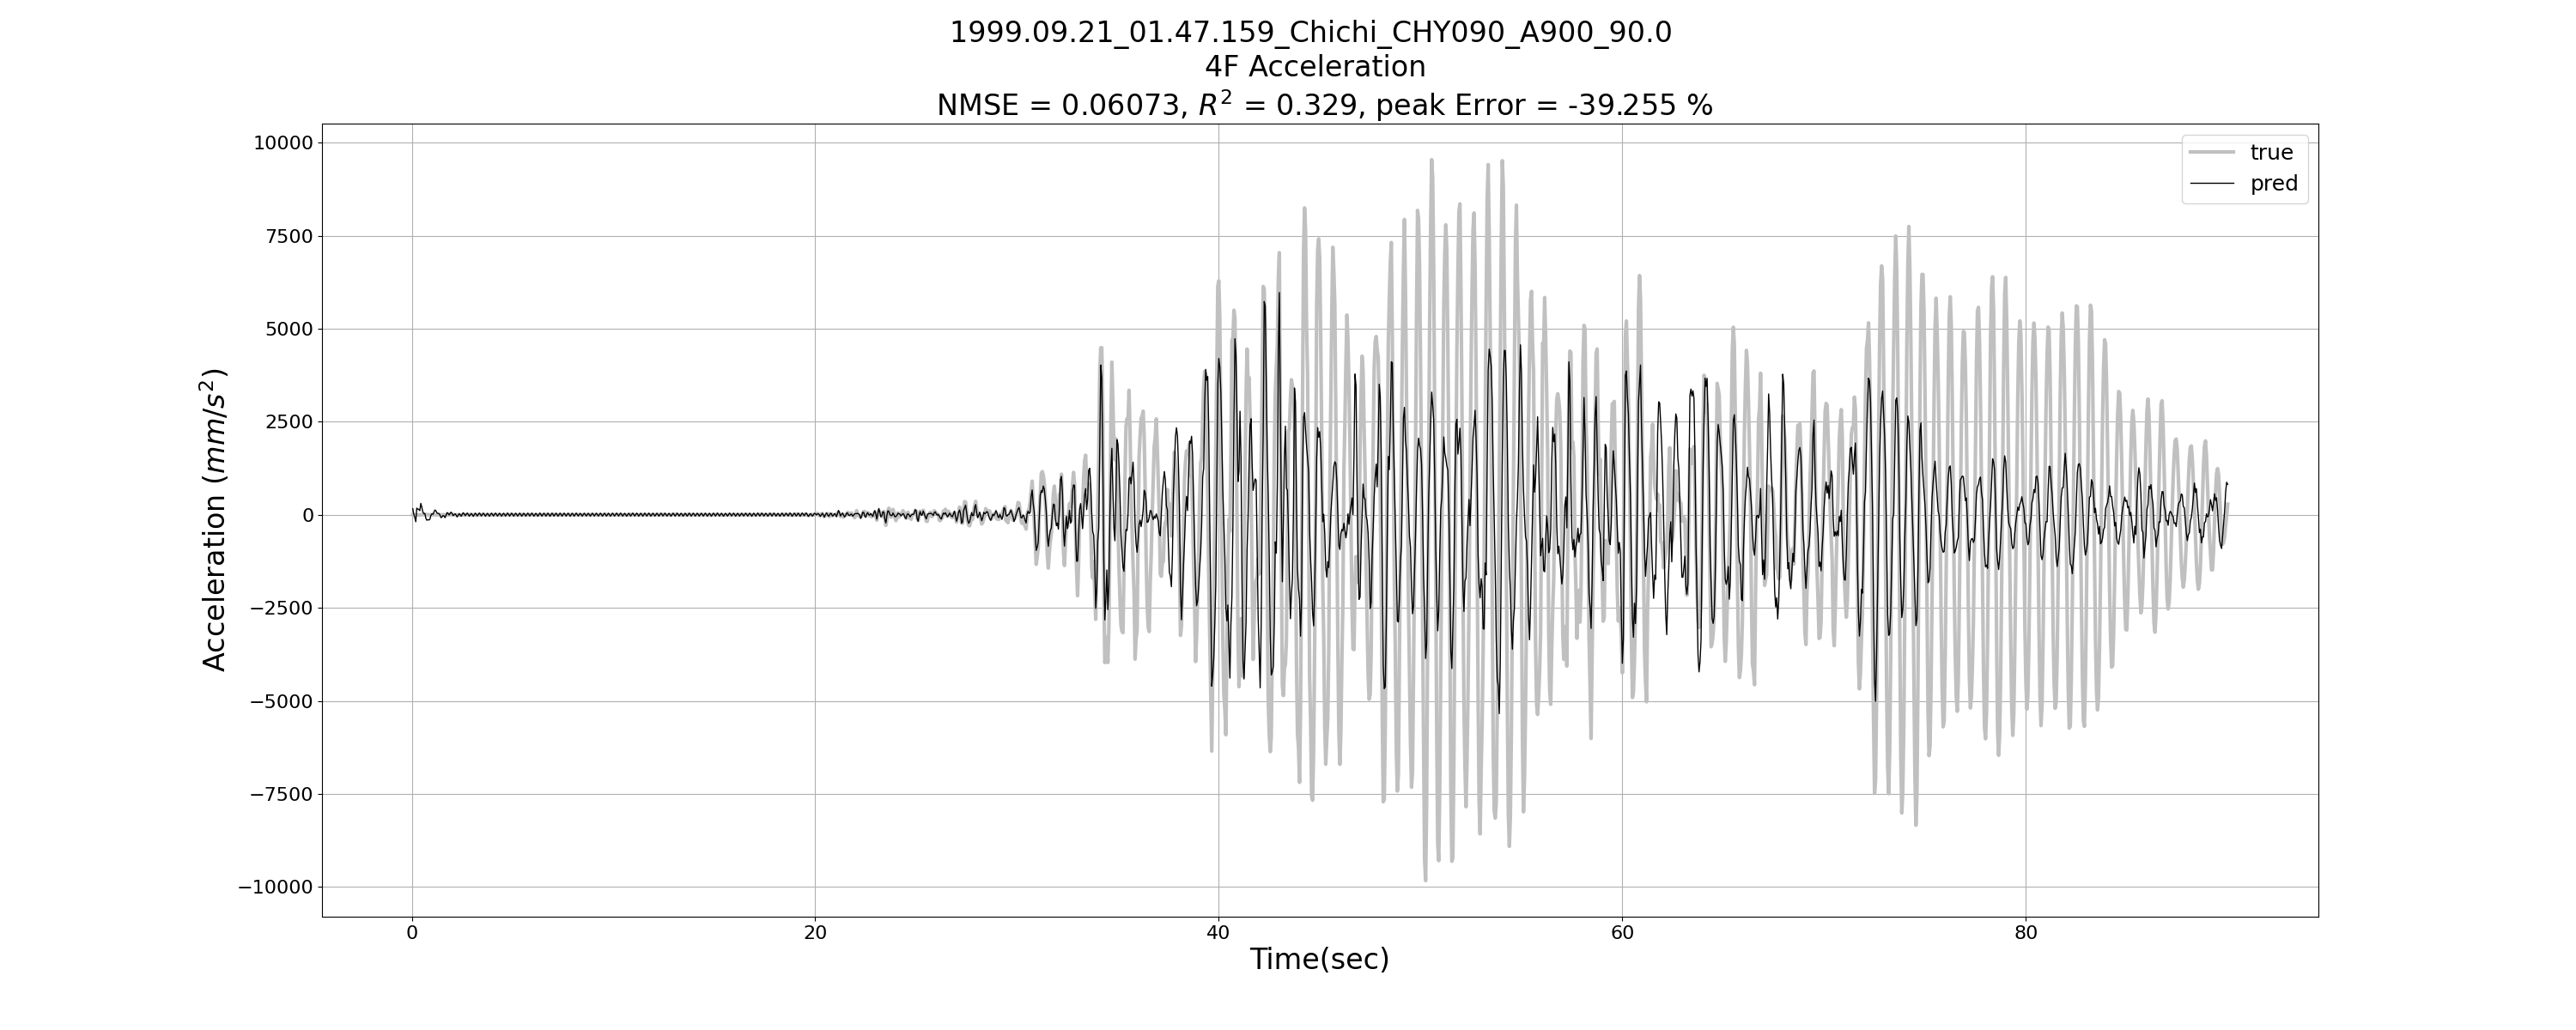 1999.09.21_01.47.159_Chichi_CHY090_A900_90.0
4F Acceleration
NMSE = 0.06073, R² = 0.329, peak Error = -39.255 %
Acceleration (mm/s²)
10000
7500
5000
2500
0
−2500
−5000
−7500
−10000
true
pred
0
20
40
60
80
Time(sec)